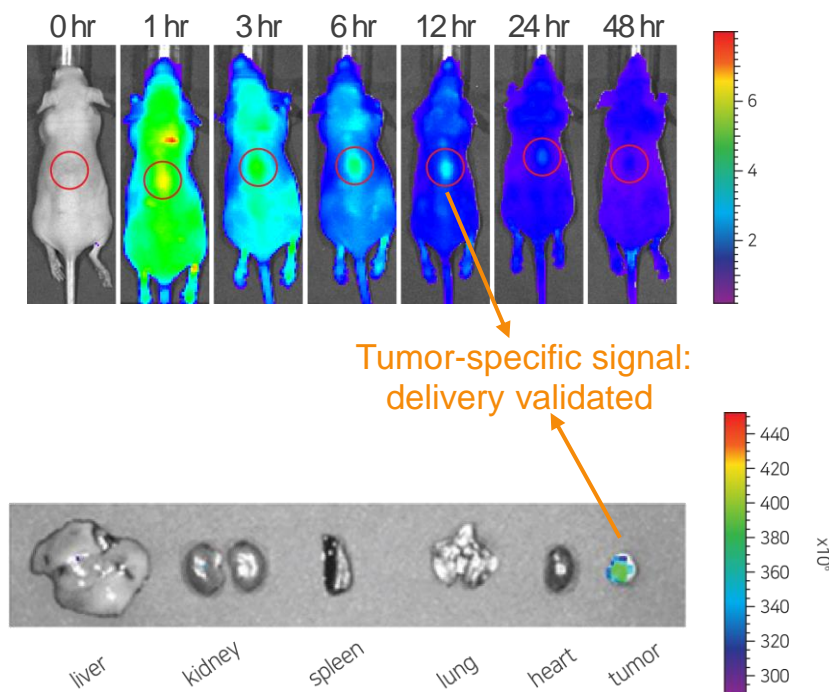 0 hr 1 hr 3 hr 6 hr 12 hr 24 hr 48 hr
6
4
2
Tumor-specific signal:
delivery validated
440
420
400
380
360
340
320
300
x10⁶
liver kidney spleen lung heart tumor